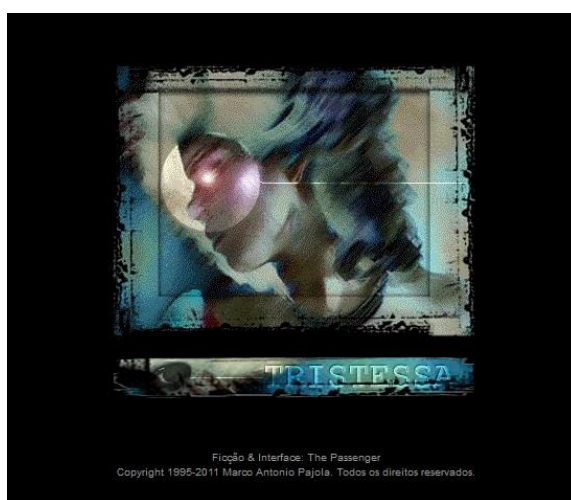 TRISTESSA
Ficção & Interface: The Passenger
Copyright 1995-2011 Marco Antonio Pajola. Todos os direitos reservados.